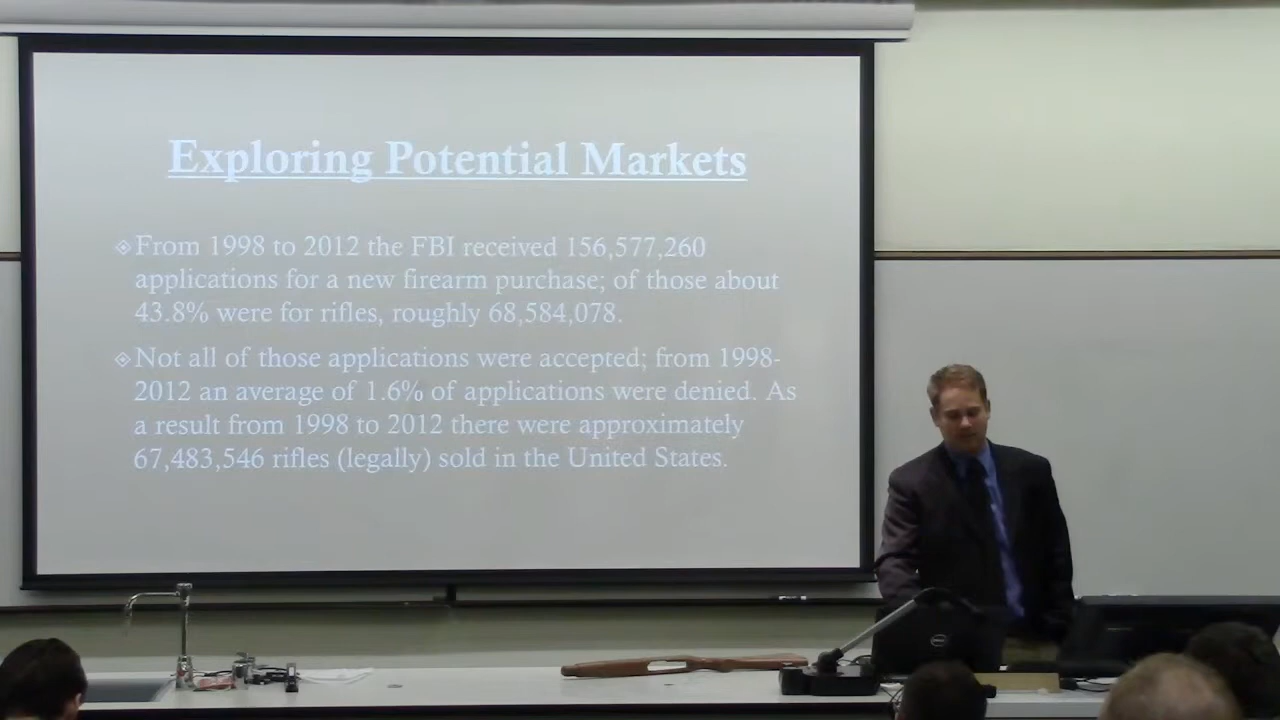 Exploring Potential Markets
From 1998 to 2012 the FBI received 156,577,260
applications for a new firearm purchase; of those about
43.8% were for rifles, roughly 68,584,078.
Not all of those applications were accepted; from 1998-
2012 an average of 1.6% of applications were denied. As
a result from 1998 to 2012 there were approximately
67,483,546 rifles (legally) sold in the United States.
DELL